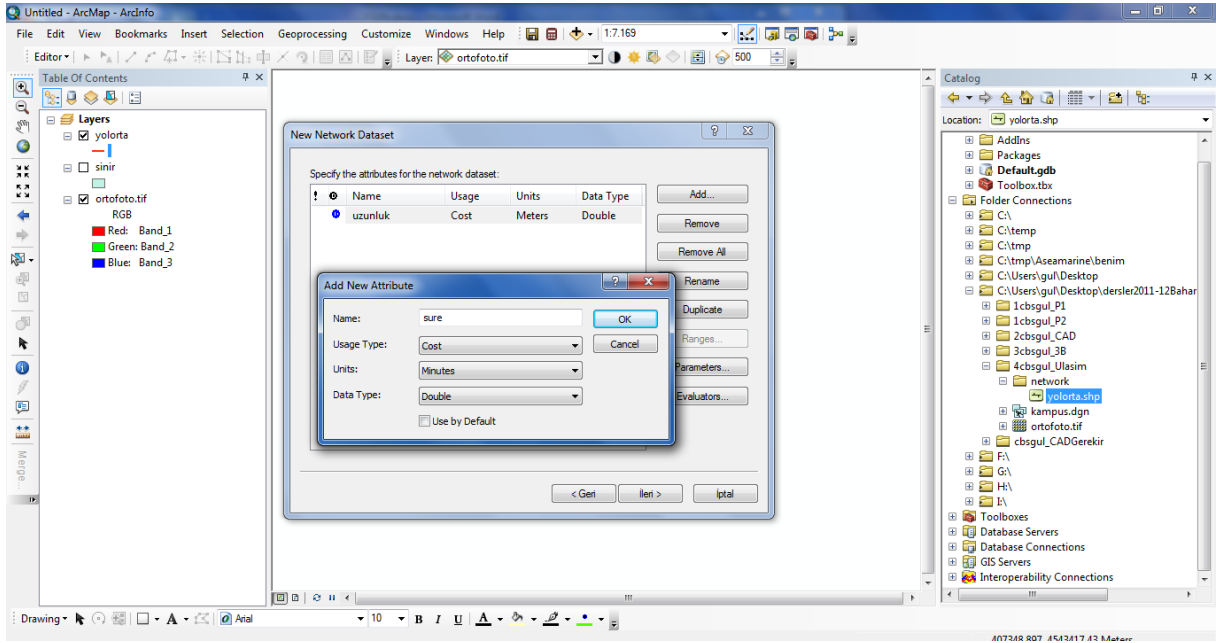 Untitled - ArcMap - ArcInfo
File Edit View Bookmarks Insert Selection Geoprocessing Customize Windows Help
1:7.169
Editor
Layer: ortofoto.tif
500
Table Of Contents
Layers
yolorta
sinir
ortofoto.tif
RGB
Red: Band_1
Green: Band_2
Blue: Band_3
Merge...
New Network Dataset
Specify the attributes for the network dataset:
! Name Usage Units Data Type
uzunluk Cost Meters Double
Add...
Remove
Remove All
Rename
Duplicate
Ranges...
Parameters...
Evaluators...
Add New Attribute
Name: sure
Usage Type: Cost
Units: Minutes
Data Type: Double
Use by Default
OK
Cancel
< Geri
İleri >
İptal
Catalog
Location: yolorta.shp
AddIns
Packages
Default.gdb
Toolbox.tbx
Folder Connections
C:\
C:\temp
C:\tmp
C:\tmp\Aseamarine\benim
C:\Users\gul\Desktop
C:\Users\gul\Desktop\dersler2011-12Bahar
1cbsgul_P1
1cbsgul_P2
2cbsgul_CAD
3cbsgul_3B
4cbsgul_Ulasim
network
yolorta.shp
kampus.dgn
ortofoto.tif
cbsgul_CADGerekir
F:\
G:\
H:\
I:\
Toolboxes
Database Servers
Database Connections
GIS Servers
Interoperability Connections
Drawing
A
Arial
10
B I U A
407348,897 4543417,43 Meters